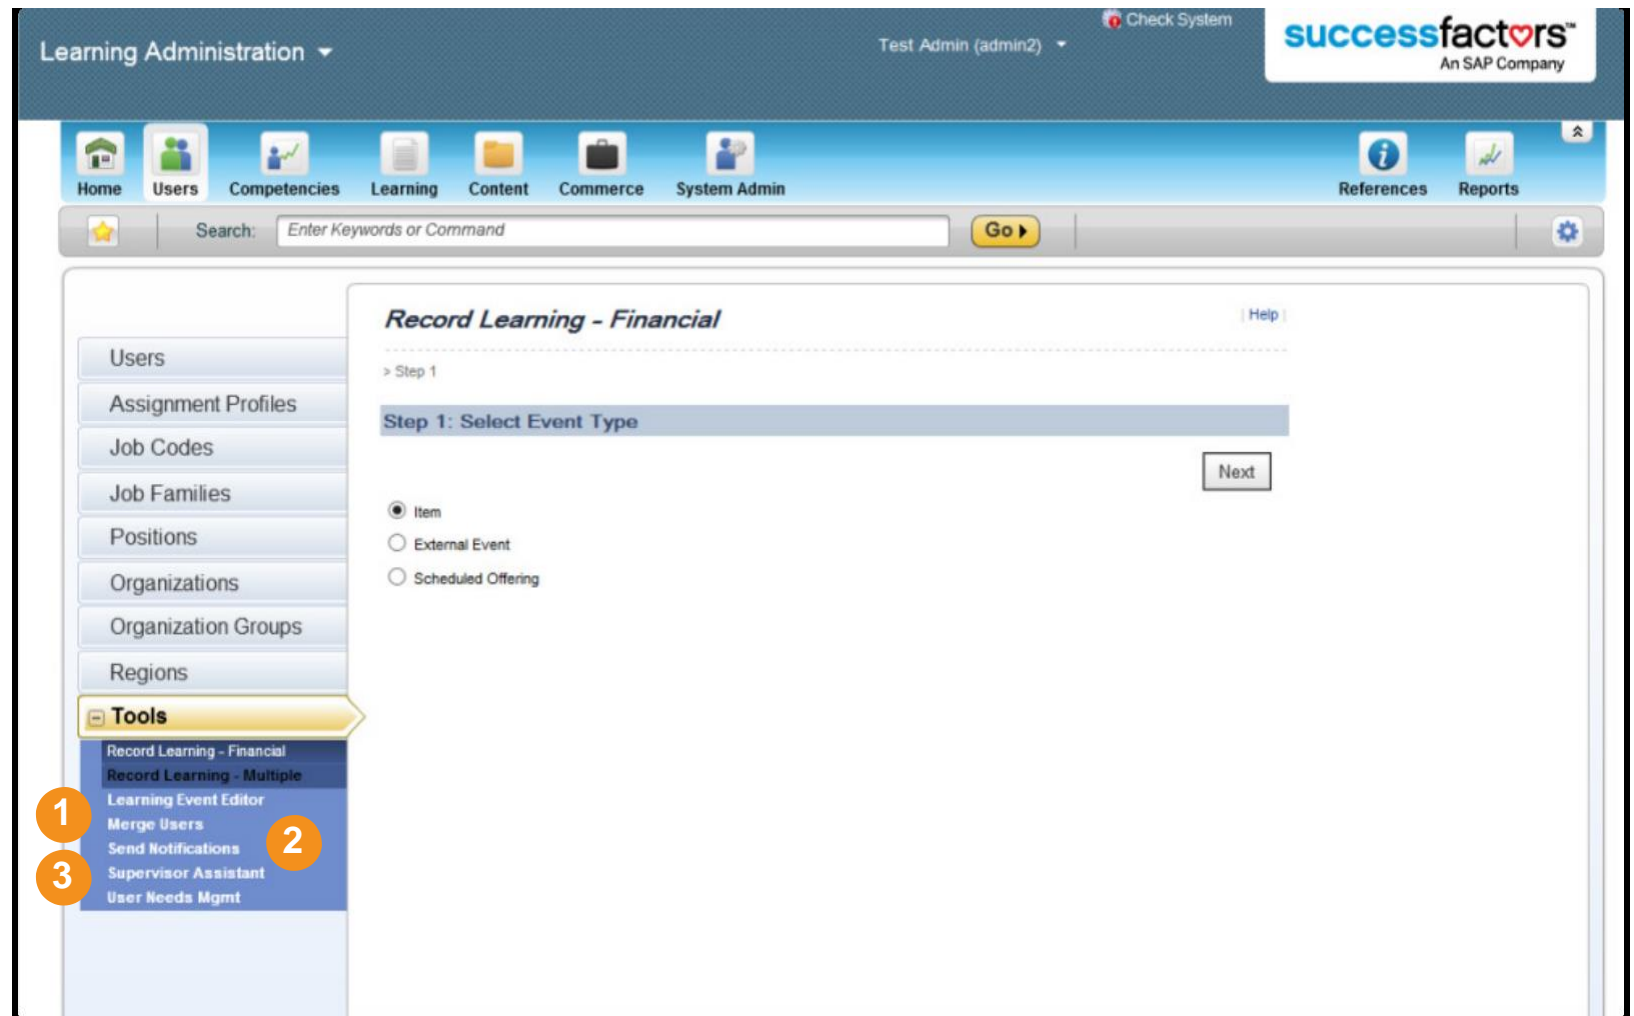 Learning Administration
Test Admin (admin2)
Check System
successfactors™
An SAP Company
Home
Users
Competencies
Learning
Content
Commerce
System Admin
References
Reports
Search:
Enter Keywords or Command
Go
Record Learning - Financial
| Help |
> Step 1
Step 1: Select Event Type
Next
Item
External Event
Scheduled Offering
Users
Assignment Profiles
Job Codes
Job Families
Positions
Organizations
Organization Groups
Regions
Tools
Record Learning - Financial
Record Learning - Multiple
Learning Event Editor
1
Merge Users
2
Send Notifications
3
Supervisor Assistant
User Needs Mgmt